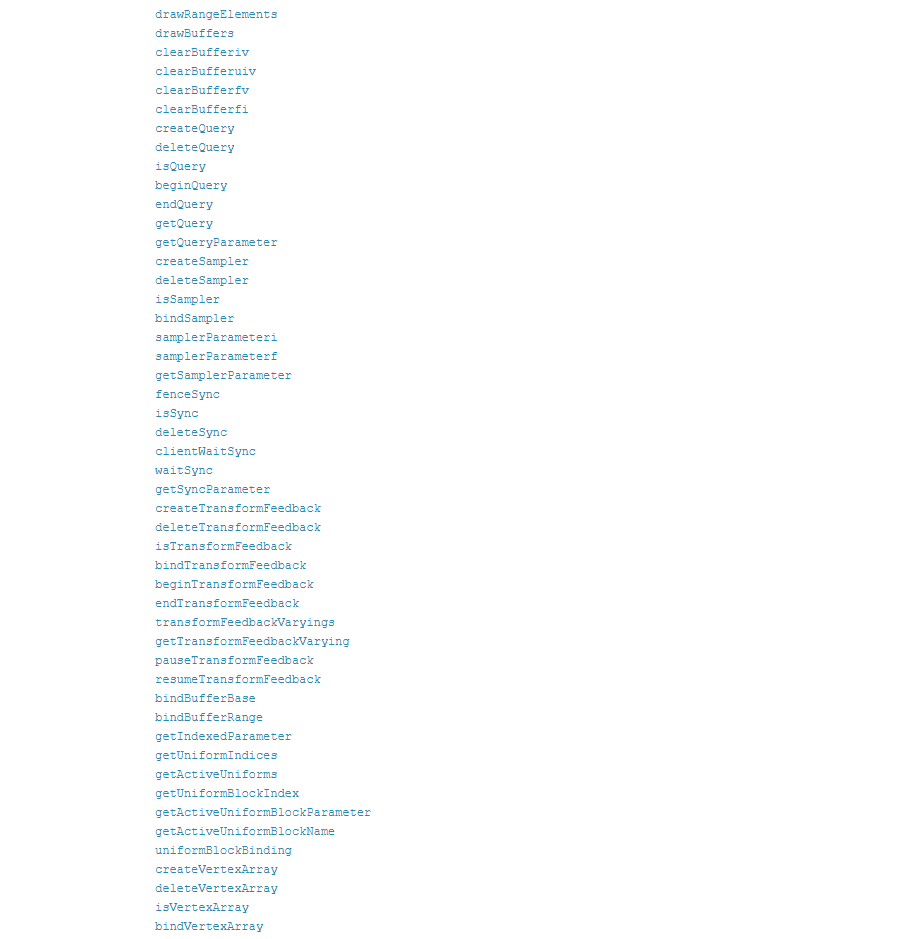 drawRangeElements
drawBuffers
clearBufferiv
clearBufferuiv
clearBufferfv
clearBufferfi
createQuery
deleteQuery
isQuery
beginQuery
endQuery
getQuery
getQueryParameter
createSampler
deleteSampler
isSampler
bindSampler
samplerParameteri
samplerParameterf
getSamplerParameter
fenceSync
isSync
deleteSync
clientWaitSync
waitSync
getSyncParameter
createTransformFeedback
deleteTransformFeedback
isTransformFeedback
bindTransformFeedback
beginTransformFeedback
endTransformFeedback
transformFeedbackVaryings
getTransformFeedbackVarying
pauseTransformFeedback
resumeTransformFeedback
bindBufferBase
bindBufferRange
getIndexedParameter
getUniformIndices
getActiveUniforms
getUniformBlockIndex
getActiveUniformBlockParameter
getActiveUniformBlockName
uniformBlockBinding
createVertexArray
deleteVertexArray
isVertexArray
bindVertexArray